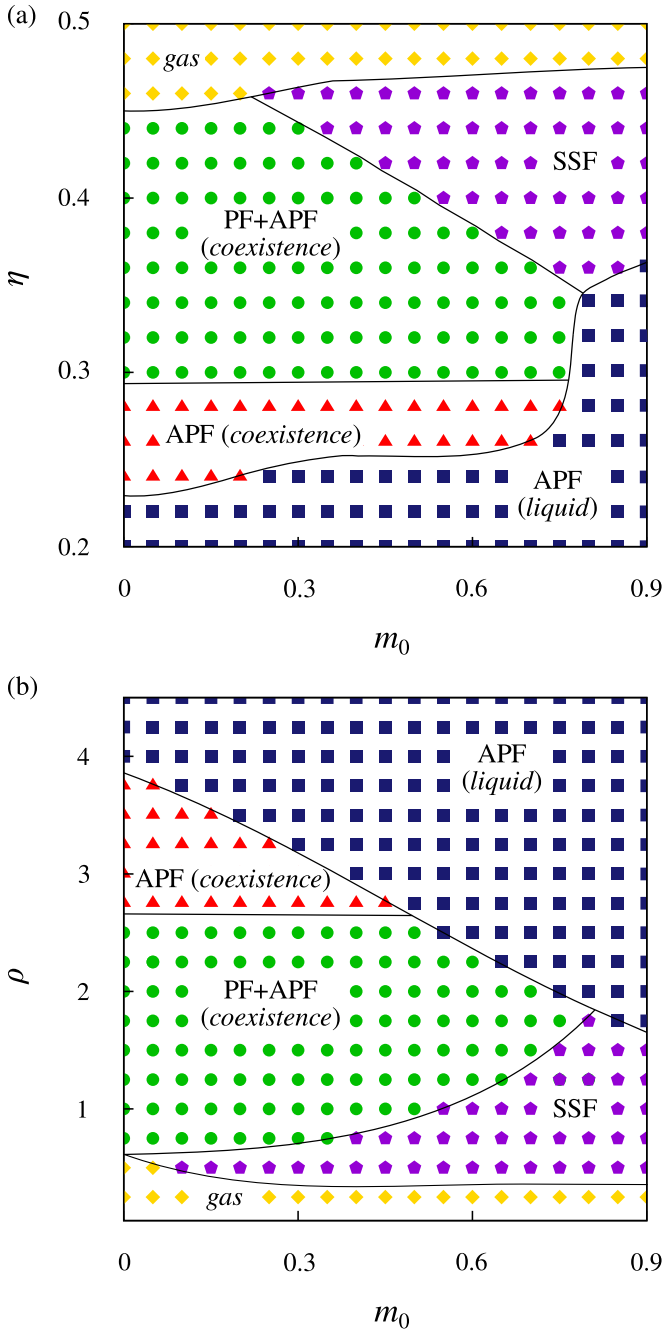 (a)
0.5
gas
SSF
0.4
PF+APF
(coexistence)
η
0.3
APF (coexistence)
APF
(liquid)
0.2
0 0.3 0.6 0.9
m₀
(b)
4
APF
(liquid)
3
APF (coexistence)
ρ
2
PF+APF
(coexistence)
1
SSF
gas
0 0.3 0.6 0.9
m₀